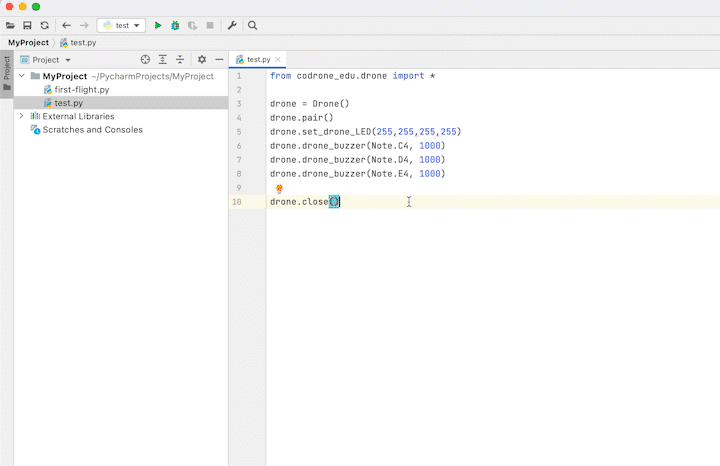 test
MyProject test.py
Project
Project
MyProject ~/PycharmProjects/MyProject
first-flight.py
test.py
External Libraries
Scratches and Consoles
test.py
1 from codrone_edu.drone import *
2
3 drone = Drone()
4 drone.pair()
5 drone.set_drone_LED(255,255,255,255)
6 drone.drone_buzzer(Note.C4, 1000)
7 drone.drone_buzzer(Note.D4, 1000)
8 drone.drone_buzzer(Note.E4, 1000)
9
10 drone.close()